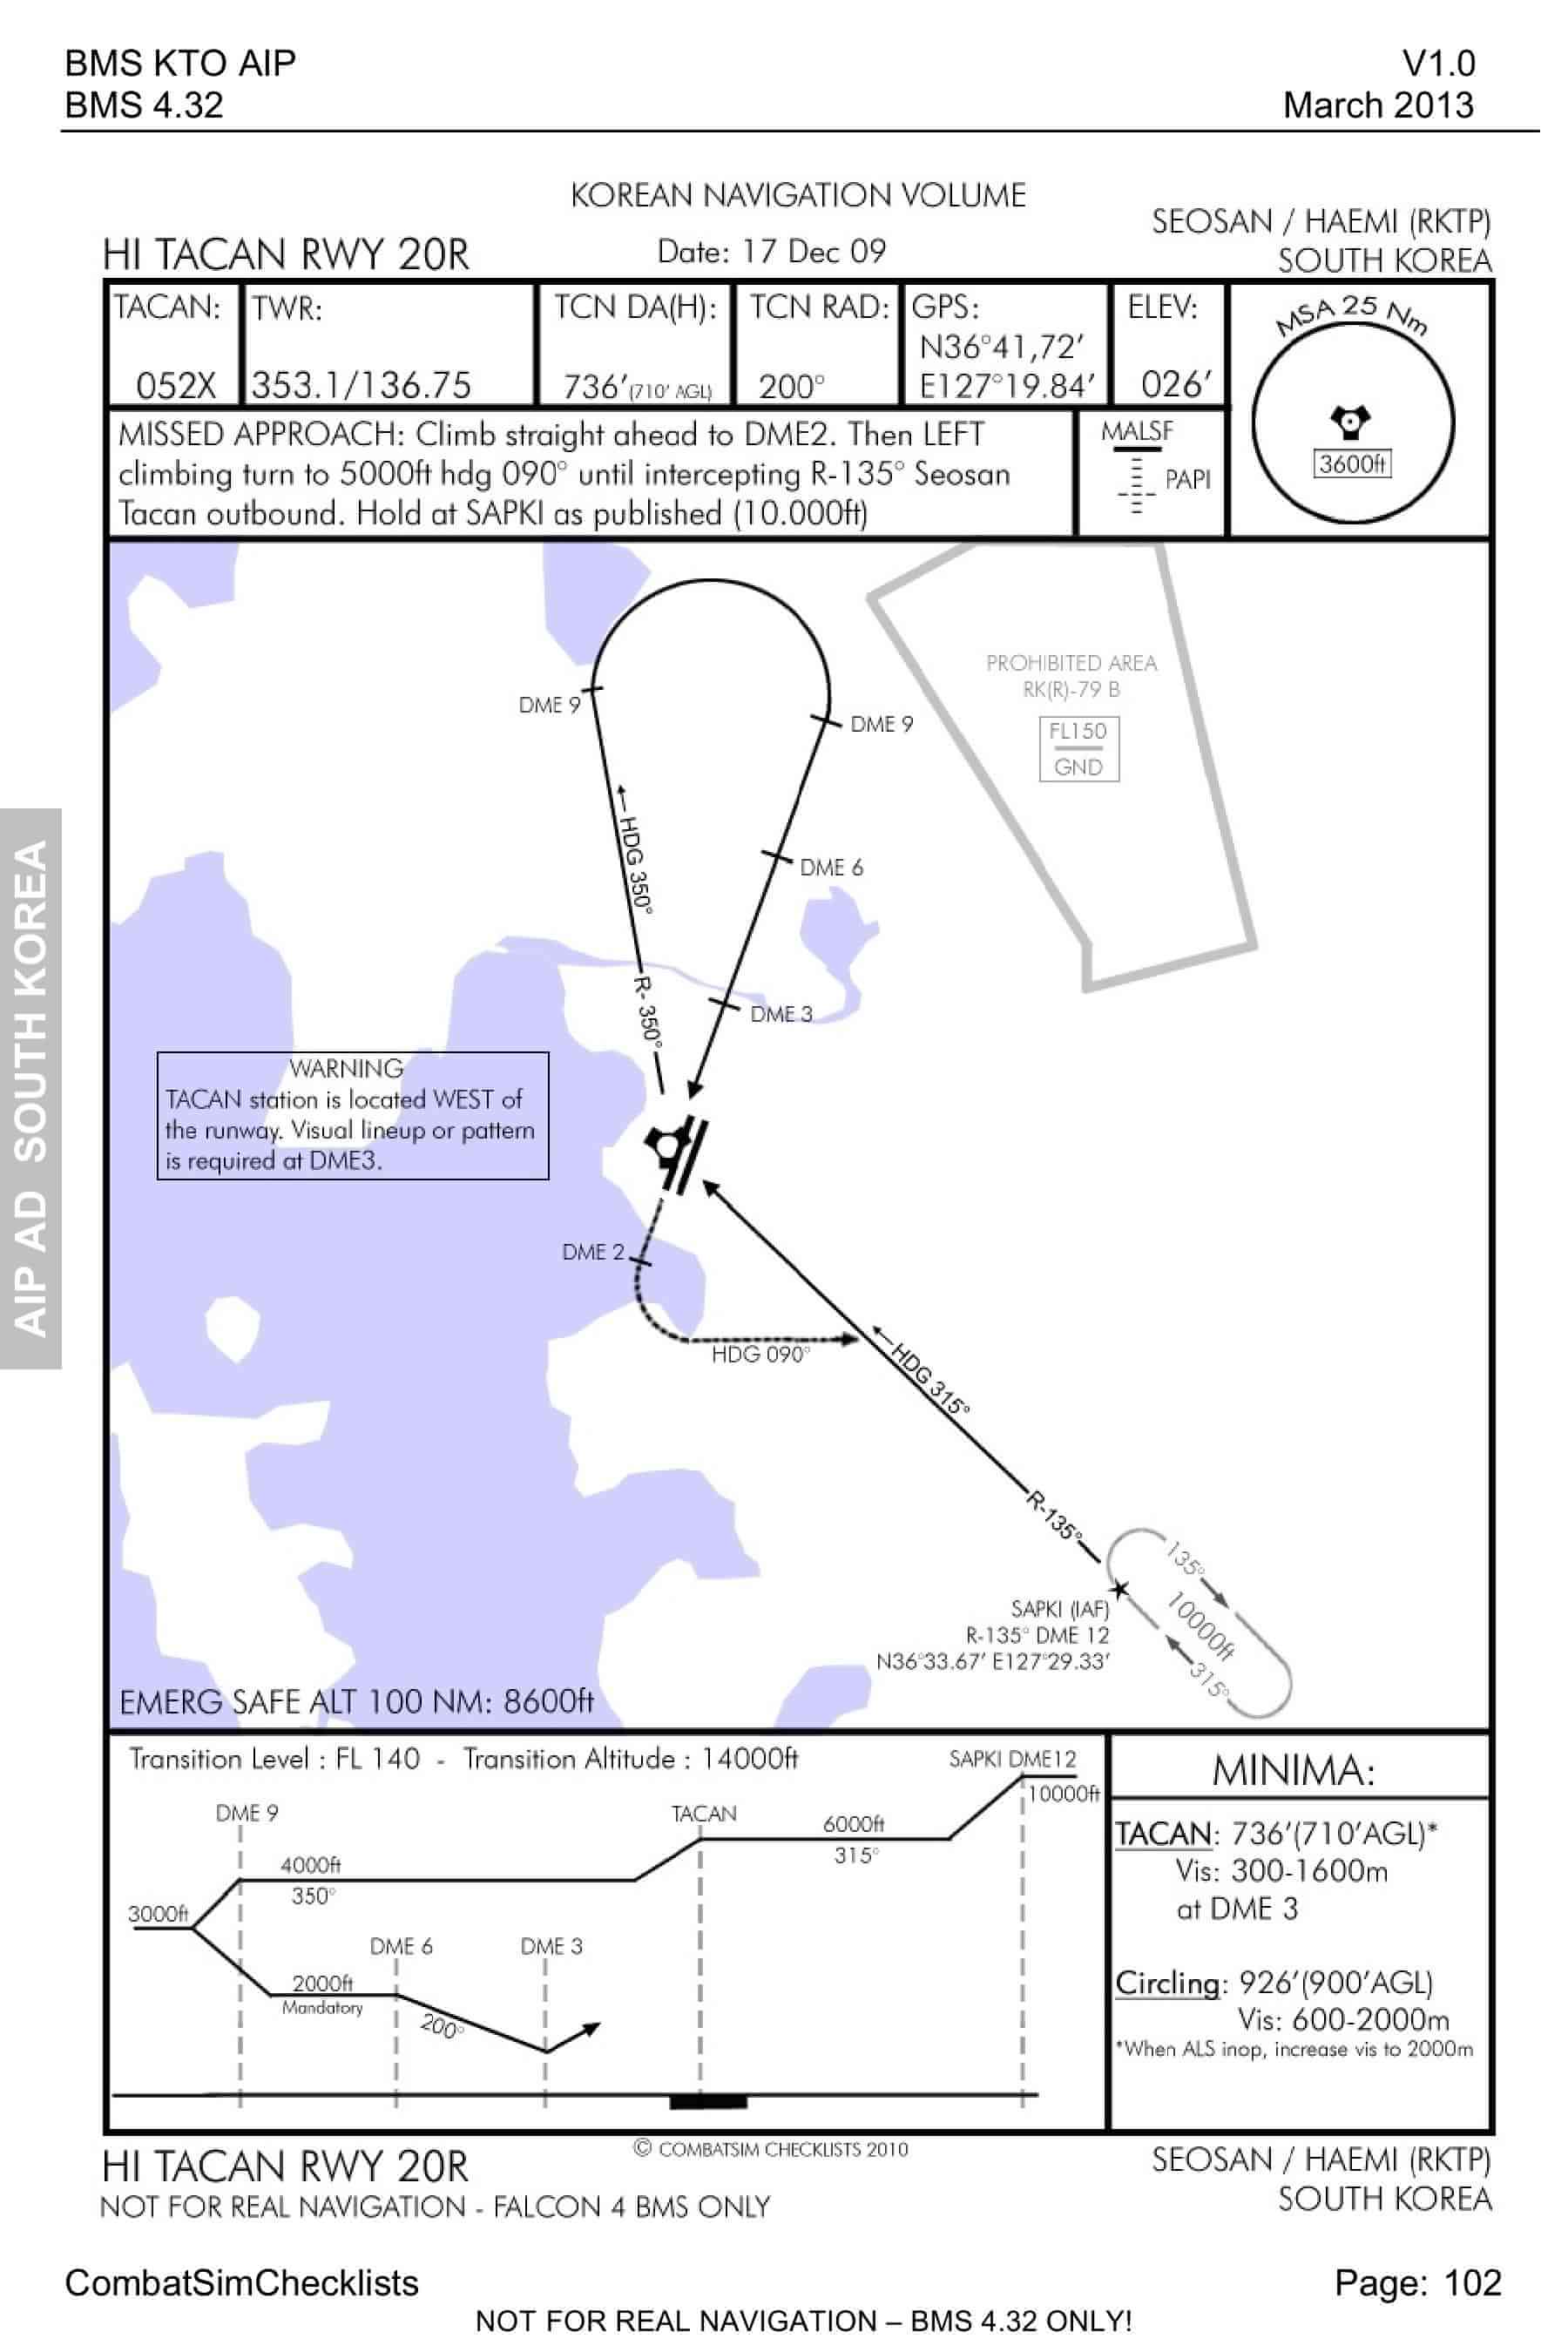 BMS KTO AIP
V1.0
BMS 4.32
March 2013
KOREAN NAVIGATION VOLUME
SEOSAN / HAEMI (RKTP)
HI TACAN RWY 20R
Date: 17 Dec 09
SOUTH KOREA
TACAN:
052X
TWR:
353.1/136.75
TCN DA(H):
736′(710′ AGL)
TCN RAD:
200°
GPS:
N36°41,72′
E127°19.84′
ELEV:
026′
MSA 25 Nm
3600ft
MISSED APPROACH: Climb straight ahead to DME2. Then LEFT
climbing turn to 5000ft hdg 090° until intercepting R-135° Seosan
Tacan outbound. Hold at SAPKI as published (10.000ft)
MALSF
PAPI
PROHIBITED AREA
RK(R)-79 B
FL150
GND
DME 9
DME 9
HDG 350°
DME 6
R-350°
DME 3
WARNING
TACAN station is located WEST of
the runway. Visual lineup or pattern
is required at DME3.
DME 2
HDG 090°
HDG 315°
R-135°
135°
10000ft
315°
SAPKI (IAF)
R-135° DME 12
N36°33.67′ E127°29.33′
EMERG SAFE ALT 100 NM: 8600ft
AIP AD SOUTH KOREA
Transition Level : FL 140 - Transition Altitude : 14000ft
SAPKI DME12
10000ft
DME 9
TACAN
6000ft
315°
4000ft
350°
3000ft
DME 6
DME 3
2000ft
Mandatory
200°
MINIMA:
TACAN: 736′(710′AGL)*
Vis: 300-1600m
at DME 3
Circling: 926′(900′AGL)
Vis: 600-2000m
*When ALS inop, increase vis to 2000m
HI TACAN RWY 20R
© COMBATSIM CHECKLISTS 2010
SEOSAN / HAEMI (RKTP)
NOT FOR REAL NAVIGATION - FALCON 4 BMS ONLY
SOUTH KOREA
CombatSimChecklists
Page: 102
NOT FOR REAL NAVIGATION – BMS 4.32 ONLY!